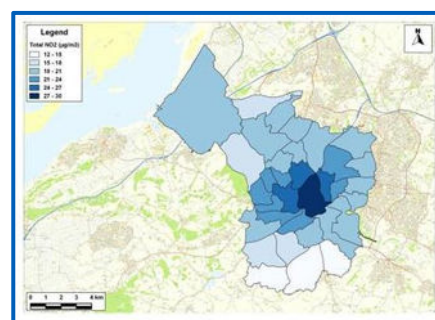 Legend
Total NO2 (µg/m3)
12 - 15
15 - 18
18 - 21
21 - 24
24 - 27
27 - 30
N
0 1 2 3 4 km